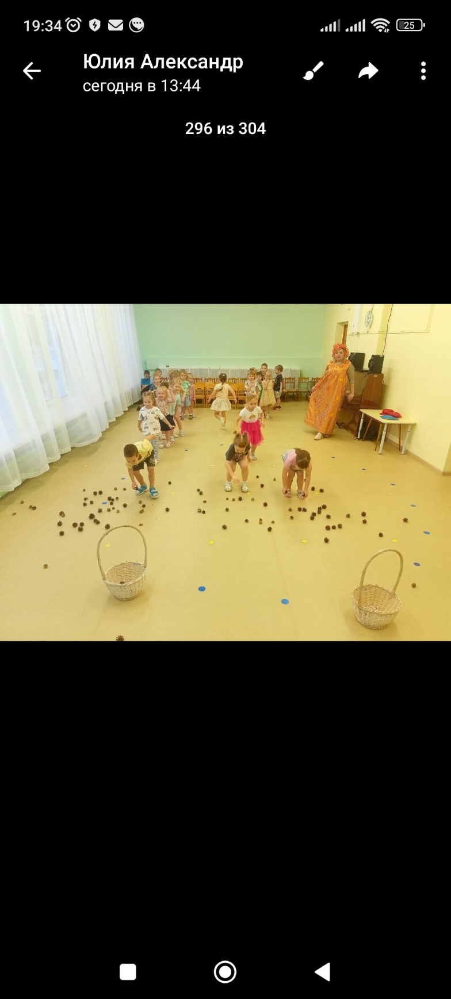 19:34
25
Юлия Александр
сегодня в 13:44
296 из 304